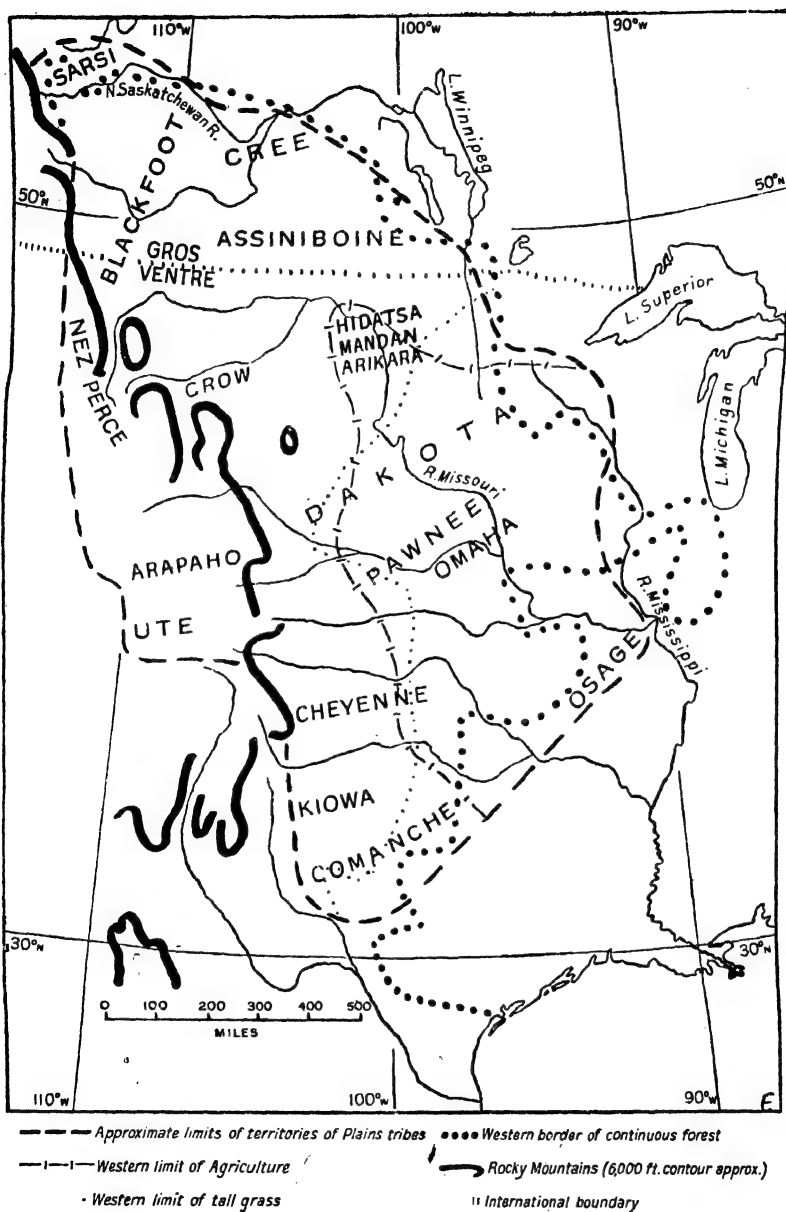 110°W
100°W
90°W
SARSI
N.Saskatchewan R.
L.Winnipeg
BLACKFOOT
CREE
50°N
50°N
ASSINIBOINE
GROS
VENTRE
L. Superior
HIDATSA
MANDAN
ARIKARA
NEZ PERCE
CROW
L.Michigan
DAKOTA
R.Missouri
PAWNEE
OMAHA
ARAPAHO
R.Mississippi
UTE
OSAGE
CHEYENNE
KIOWA
COMANCHE
30°N
30°N
0 100 200 300 400 500
MILES
110°W
100°W
90°W
F.
Approximate limits of territories of Plains tribes
Western border of continuous forest
Western limit of Agriculture
Rocky Mountains (6,000 ft. contour approx.)
Western limit of tall grass
International boundary